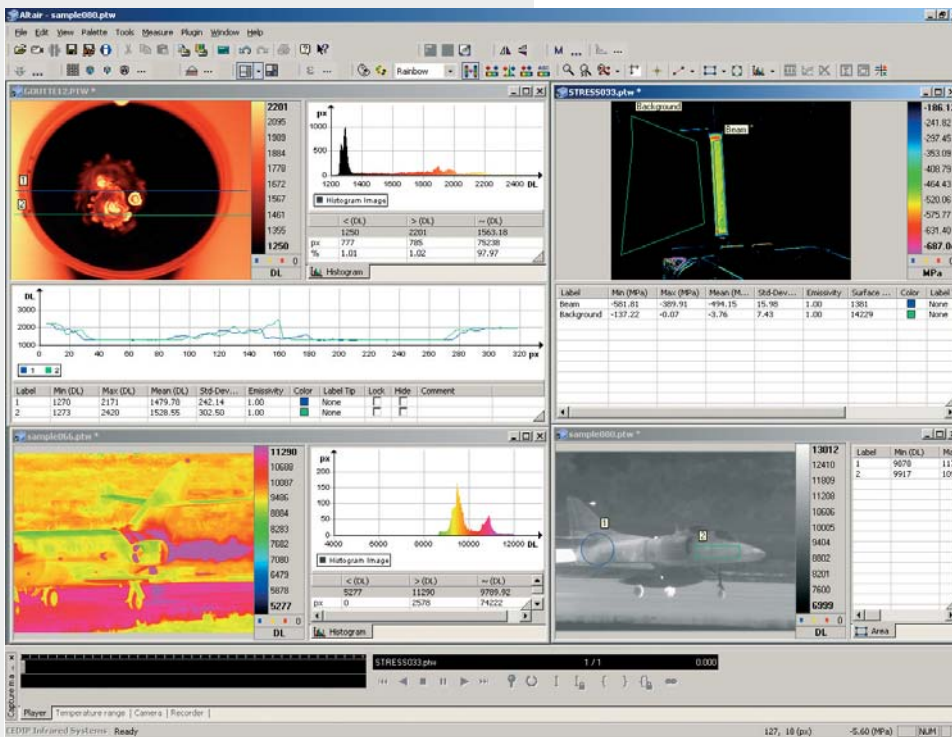 Altair - sample080.ptw
File Edit View Palette Tools Measure Plugin Window Help
M ...
ε ...
Rainbow
GOUTTE12.PTW *
2201
2095
1989
1884
1778
1672
1567
1461
1355
1250
0
DL
1
2
px
1000
500
0
1200 1400 1600 1800 2000 2200 2400 DL
Histogram Image
< (DL) > (DL) ~ (DL)
1250 2201 1563.18
px 777 785 75238
% 1.01 1.02 97.97
Histogram
DL
3000
2000
1000
0 20 40 60 80 100 120 140 160 180 200 220 240 260 280 300 320 px
1 2
Label Min (DL) Max (DL) Mean (DL) Std-Dev... Emissivity Color Label Tip Lock Hide Comment
1 1270 2171 1479.78 242.14 1.00 None
2 1273 2420 1528.55 302.50 1.00 None
STRESS033.ptw *
Background
Beam
-186.12
-241.82
-353.09
-408.79
-464.43
-520.06
-575.77
-631.40
-687.04
0
MPa
Label Min (MPa) Max (MPa) Mean (M... Std-Dev... Emissivity Surface ... Color Label
Beam -581.81 -389.91 -494.15 15.98 1.00 1381 None
Background -137.22 -0.07 -3.76 7.43 1.00 14229 None
sample066.ptw *
11290
10688
10087
9486
8884
8283
7682
7080
6479
5878
5277
0
DL
px
200
150
100
50
0
4000 6000 8000 10000 12000 DL
Histogram Image
< (DL) > (DL) ~ (DL)
5277 11290 9789.92
px 0 2578 74222
Histogram
sample080.ptw *
1
2
13012
12410
11809
11208
10606
10005
9404
8802
8201
7600
6999
0
DL
Label Min (DL)
1 9870
2 9917
Area
STRESS033.ptw 1 / 1 0.000
Player Temperature range Camera Recorder
CEDIP Infrared Systems Ready 127, 10 (px) -5.60 (MPa) NUM